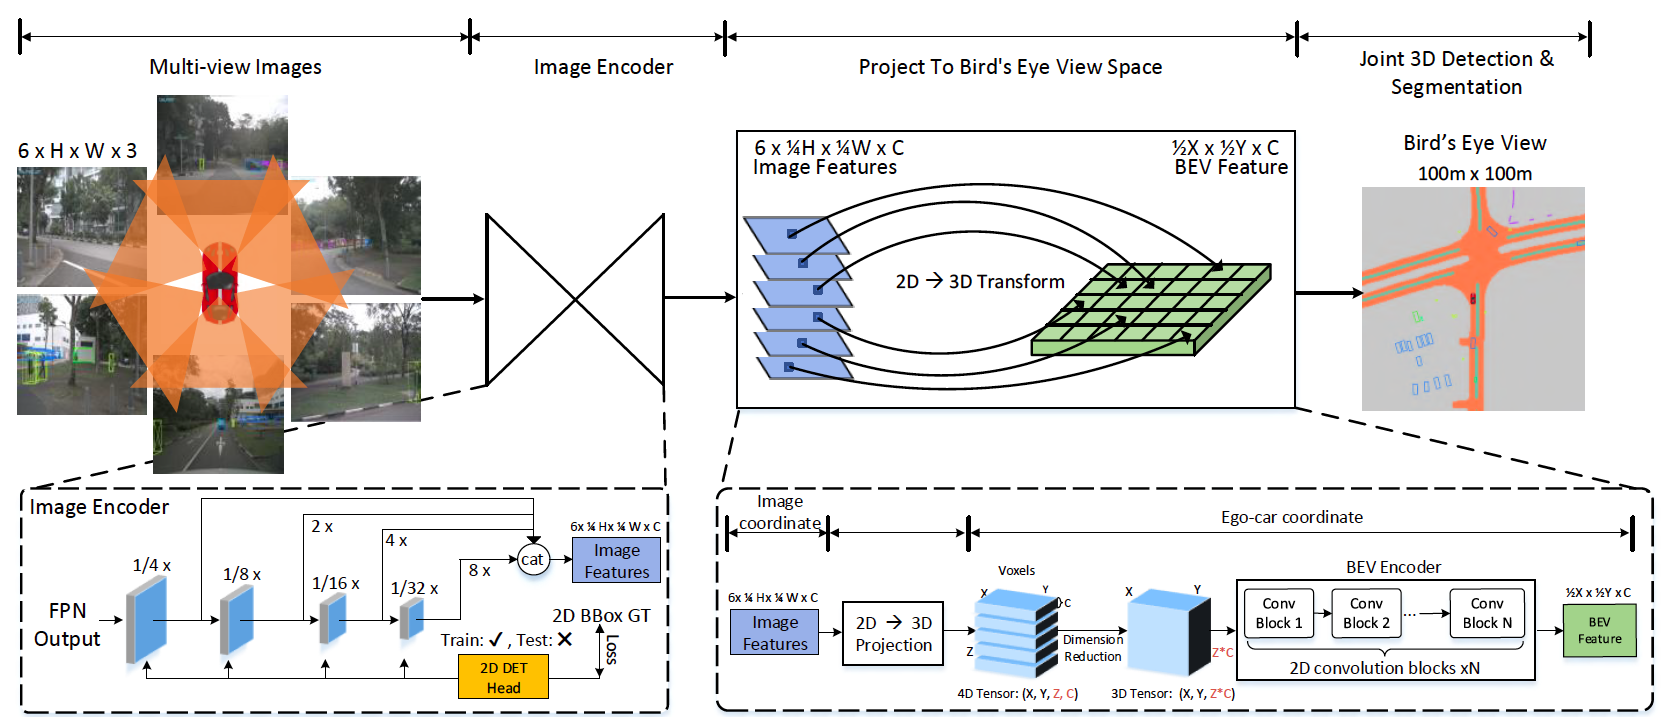 Multi-view Images
Image Encoder
Project To Bird's Eye View Space
Joint 3D Detection &
Segmentation
6 x H x W x 3
6 x ¼H x ¼W x C
Image Features
½X x ½Y x C
BEV Feature
2D → 3D Transform
Bird's Eye View
100m x 100m
Image Encoder
2 x
4 x
8 x
cat
6x ¼ Hx ¼ W x C
Image
Features
1/4 x
1/8 x
1/16 x
1/32 x
FPN
Output
2D BBox GT
Train: ✓, Test: ✕
Loss
2D DET
Head
Image
coordinate
Ego-car coordinate
6x ¼ Hx ¼ W x C
Image
Features
2D → 3D
Projection
Voxels
X
Y
C
Z
4D Tensor: (X, Y, Z, C)
Dimension
Reduction
X
Y
Z*C
3D Tensor: (X, Y, Z*C)
BEV Encoder
Conv
Block 1
Conv
Block 2
...
Conv
Block N
2D convolution blocks xN
½X x ½Y x C
BEV
Feature